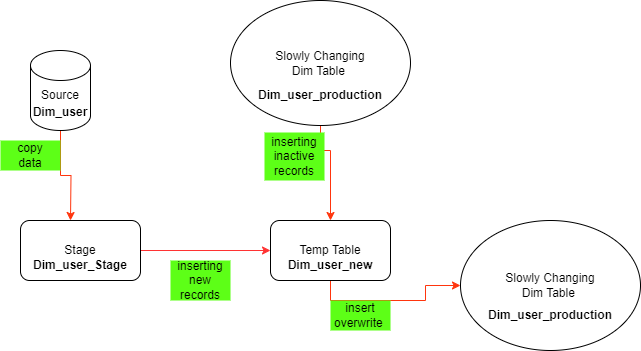 Slowly Changing
Dim Table
Dim_user_production
Source
Dim_user
copy
data
inserting
inactive
records
Stage
Dim_user_Stage
inserting
new
records
Temp Table
Dim_user_new
insert
overwrite
Slowly Changing
Dim Table
Dim_user_production